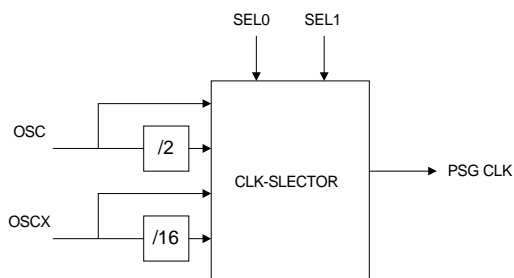 SEL0 SEL1
OSC
/2
CLK-SLECTOR
PSG CLK
OSCX
/16